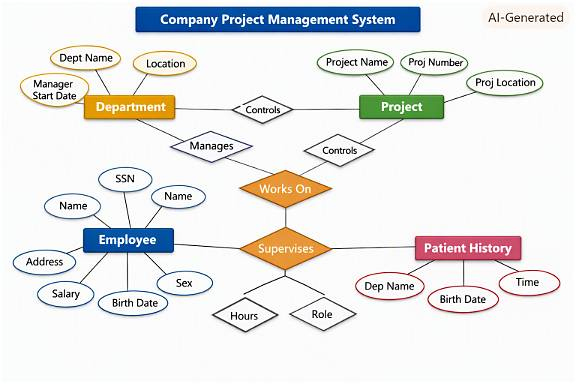 Company Project Management System
AI-Generated
Dept Name
Location
Project Name
Proj Number
Manager
Start Date
Proj Location
Department
Controls
Project
Manages
Controls
Works On
SSN
Name
Name
Employee
Supervises
Patient History
Address
Salary
Birth Date
Sex
Dep Name
Birth Date
Time
Hours
Role